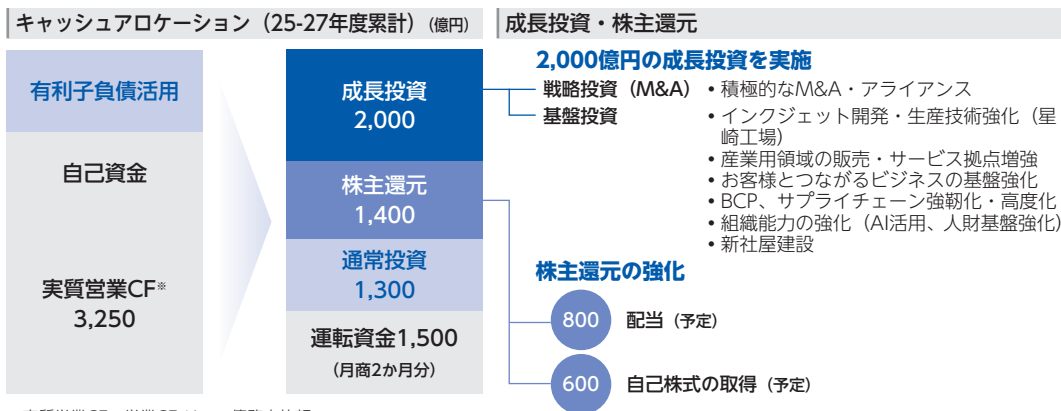 キャッシュアロケーション（25-27年度累計）（億円）
有利子負債活用
自己資金
実質営業CF※
3,250
成長投資
2,000
株主還元
1,400
通常投資
1,300
運転資金1,500
（月商2か月分）
成長投資・株主還元
2,000億円の成長投資を実施
戦略投資（M&A）
• 積極的なM&A・アライアンス
基盤投資
• インクジェット開発・生産技術強化（星
崎工場）
• 産業用領域の販売・サービス拠点増強
• お客様とつながるビジネスの基盤強化
• BCP、サプライチェーン強靭化・高度化
• 組織能力の強化（AI活用、人財基盤強化）
• 新社屋建設
株主還元の強化
800 配当（予定）
600 自己株式の取得（予定）